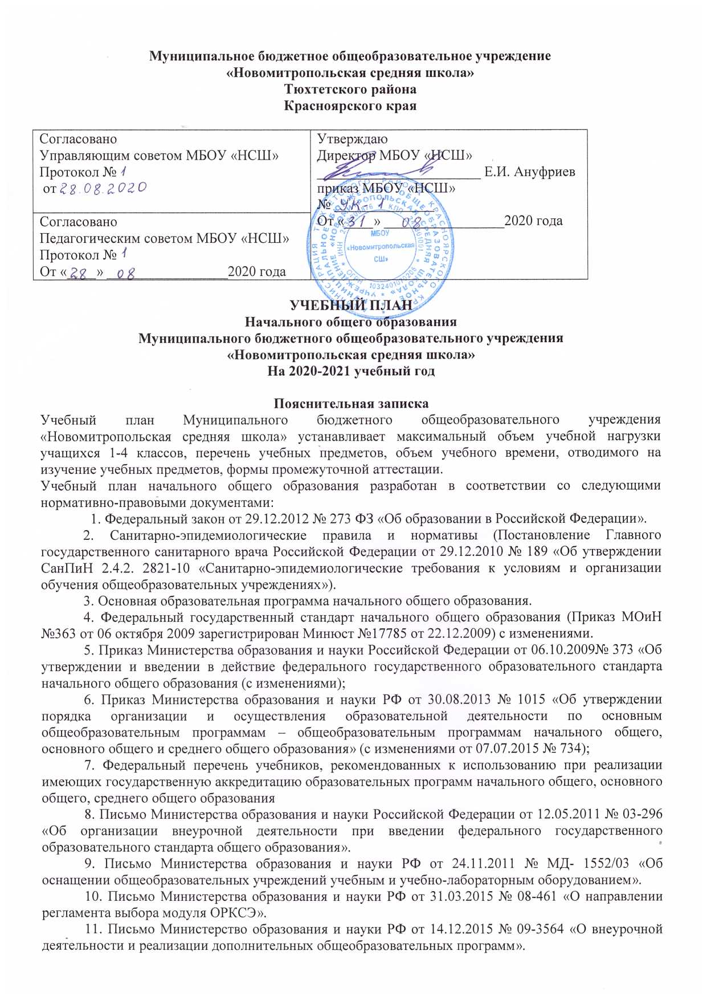 Муниципальное бюджетное общеобразовательное учреждение
«Новомитропольская средняя школа»
Тюхтетского района
Красноярского края
Согласовано
Управляющим советом МБОУ «НСШ»
Протокол № 1
от 28.08.2020
Согласовано
Педагогическим советом МБОУ «НСШ»
Протокол № 1
От «28» 08 2020 года
Утверждаю
Директор МБОУ «НСШ»
Е.И. Ануфриев
приказ МБОУ «НСШ»
№ УК- 1
От «31» 08 2020 года
МБОУ
«Новомитропольская
СШ»
УЧЕБНЫЙ ПЛАН
Начального общего образования
Муниципального бюджетного общеобразовательного учреждения
«Новомитропольская средняя школа»
На 2020-2021 учебный год
Пояснительная записка
Учебный план Муниципального бюджетного общеобразовательного учреждения
«Новомитропольская средняя школа» устанавливает максимальный объем учебной нагрузки
учащихся 1-4 классов, перечень учебных предметов, объем учебного времени, отводимого на
изучение учебных предметов, формы промежуточной аттестации.
Учебный план начального общего образования разработан в соответствии со следующими
нормативно-правовыми документами:
1. Федеральный закон от 29.12.2012 № 273 ФЗ «Об образовании в Российской Федерации».
2. Санитарно-эпидемиологические правила и нормативы (Постановление Главного
государственного санитарного врача Российской Федерации от 29.12.2010 № 189 «Об утверждении
СанПиН 2.4.2. 2821-10 «Санитарно-эпидемиологические требования к условиям и организации
обучения общеобразовательных учреждениях»).
3. Основная образовательная программа начального общего образования.
4. Федеральный государственный стандарт начального общего образования (Приказ МОиН
№363 от 06 октября 2009 зарегистрирован Минюст №17785 от 22.12.2009) с изменениями.
5. Приказ Министерства образования и науки Российской Федерации от 06.10.2009№ 373 «Об
утверждении и введении в действие федерального государственного образовательного стандарта
начального общего образования (с изменениями);
6. Приказ Министерства образования и науки РФ от 30.08.2013 № 1015 «Об утверждении
порядка организации и осуществления образовательной деятельности по основным
общеобразовательным программам – общеобразовательным программам начального общего,
основного общего и среднего общего образования» (с изменениями от 07.07.2015 № 734);
7. Федеральный перечень учебников, рекомендованных к использованию при реализации
имеющих государственную аккредитацию образовательных программ начального общего, основного
общего, среднего общего образования
8. Письмо Министерства образования и науки Российской Федерации от 12.05.2011 № 03-296
«Об организации внеурочной деятельности при введении федерального государственного
образовательного стандарта общего образования».
9. Письмо Министерства образования и науки РФ от 24.11.2011 № МД- 1552/03 «Об
оснащении общеобразовательных учреждений учебным и учебно-лабораторным оборудованием».
10. Письмо Министерства образования и науки РФ от 31.03.2015 № 08-461 «О направлении
регламента выбора модуля ОРКСЭ».
11. Письмо Министерство образования и науки РФ от 14.12.2015 № 09-3564 «О внеурочной
деятельности и реализации дополнительных общеобразовательных программ».